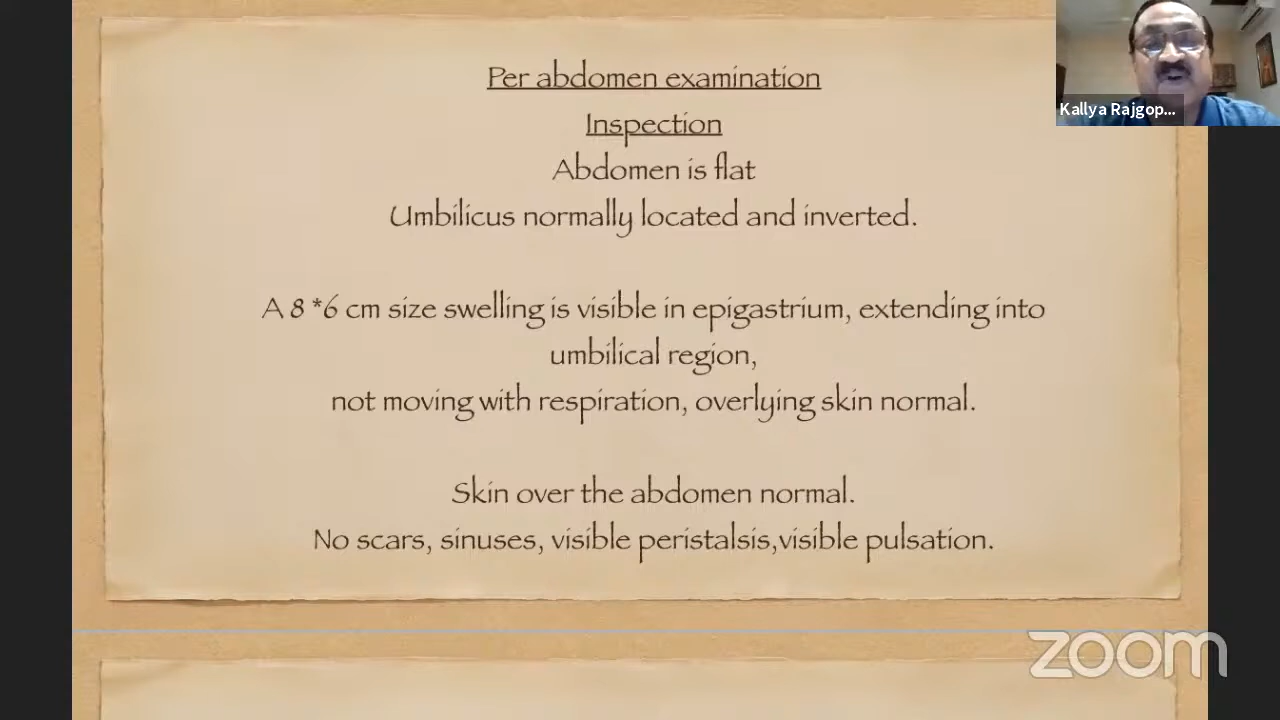 Per abdomen examination
Inspection
Abdomen is flat
Umbilicus normally located and inverted.
A 8 *6 cm size swelling is visible in epigastrium, extending into
umbilical region,
not moving with respiration, overlying skin normal.
Skin over the abdomen normal.
No scars, sinuses, visible peristalsis,visible pulsation.
Kallya Rajgop...
zoom